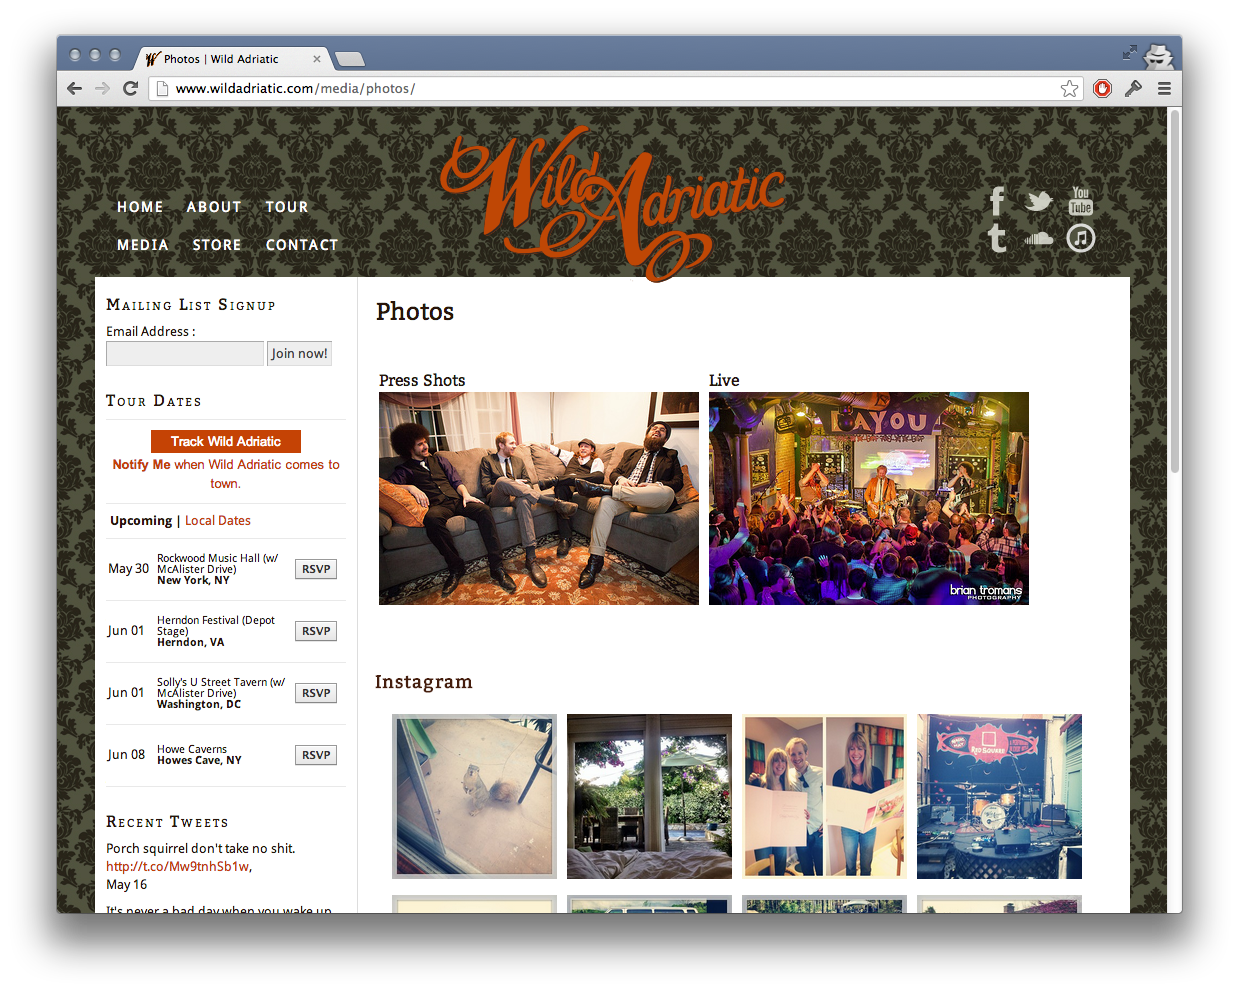 Photos | Wild Adriatic
www.wildadriatic.com/media/photos/
Wild Adriatic
HOME ABOUT TOUR
MEDIA STORE CONTACT
f You Tube
t
Mailing List Signup
Email Address :
Join now!
Tour Dates
Track Wild Adriatic
Notify Me when Wild Adriatic comes to
town.
Upcoming | Local Dates
May 30 Rockwood Music Hall (w/
McAlister Drive)
New York, NY
RSVP
Jun 01 Herndon Festival (Depot
Stage)
Herndon, VA
RSVP
Jun 01 Solly's U Street Tavern (w/
McAlister Drive)
Washington, DC
RSVP
Jun 08 Howe Caverns
Howes Cave, NY
RSVP
Recent Tweets
Porch squirrel don't take no shit.
http://t.co/Mw9tnhSb1w,
May 16
It's never a bad day when you wake up
Photos
Press Shots
Live
BAYOU
brian tromans
PHOTOGRAPHY
Instagram
RED SQUARE